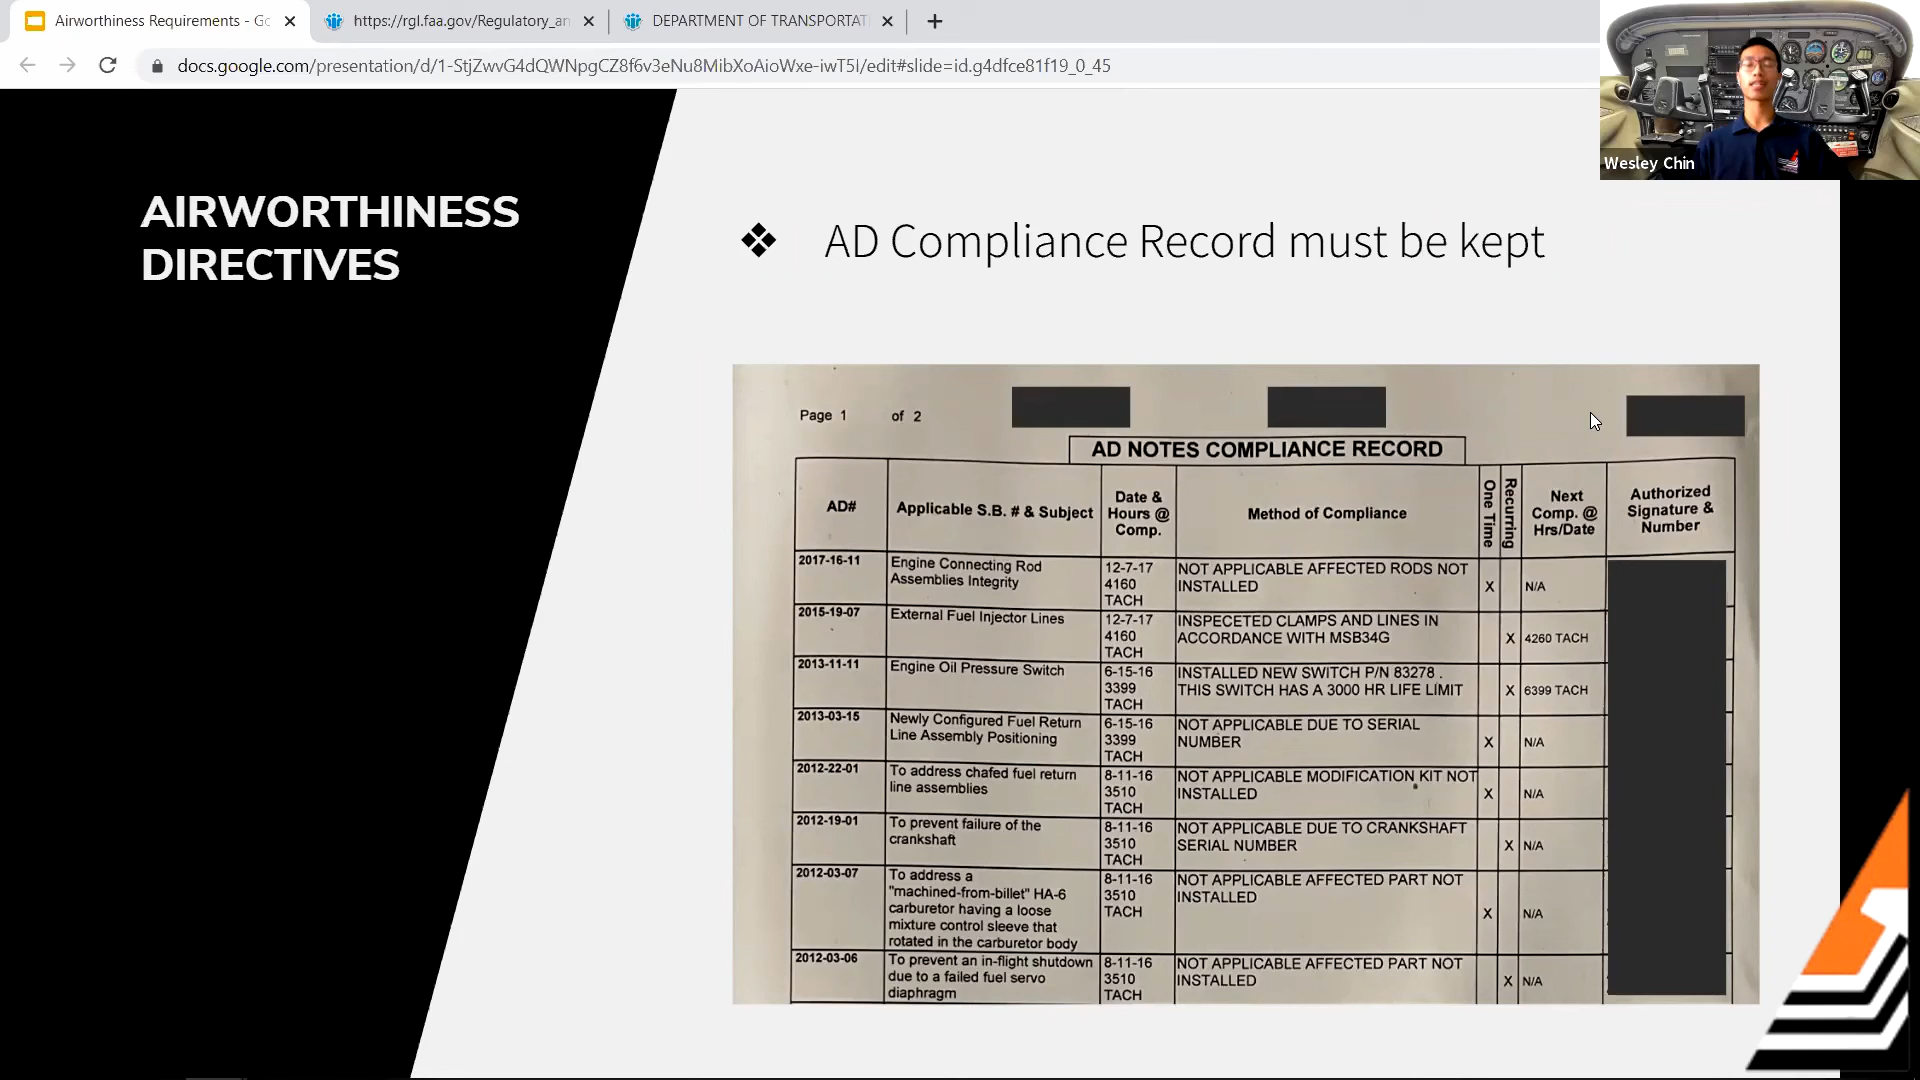 Airworthiness Requirements - Go
https://rgl.faa.gov/Regulatory_an
DEPARTMENT OF TRANSPORTAT
docs.google.com/presentation/d/1-StjZwvG4dQWNpgCZ8f6v3eNu8MibXoAioWxe-iwT5I/edit#slide=id.g4dfce81f19_0_45
Wesley Chin
AIRWORTHINESS
DIRECTIVES
❖ AD Compliance Record must be kept
Page 1 of 2
AD NOTES COMPLIANCE RECORD
AD#
Applicable S.B. # & Subject
Date &
Hours @
Comp.
Method of Compliance
One Time
Recurring
Next
Comp. @
Hrs/Date
Authorized
Signature &
Number
2017-16-11
Engine Connecting Rod
Assemblies Integrity
12-7-17
4160
TACH
NOT APPLICABLE AFFECTED RODS NOT
INSTALLED
X
N/A
2015-19-07
External Fuel Injector Lines
12-7-17
4160
TACH
INSPECETED CLAMPS AND LINES IN
ACCORDANCE WITH MSB34G
X
4260 TACH
2013-11-11
Engine Oil Pressure Switch
6-15-16
3399
TACH
INSTALLED NEW SWITCH P/N 83278 .
THIS SWITCH HAS A 3000 HR LIFE LIMIT
X
6399 TACH
2013-03-15
Newly Configured Fuel Return
Line Assembly Positioning
6-15-16
3399
TACH
NOT APPLICABLE DUE TO SERIAL
NUMBER
X
N/A
2012-22-01
To address chafed fuel return
line assemblies
8-11-16
3510
TACH
NOT APPLICABLE MODIFICATION KIT NOT
INSTALLED
X
N/A
2012-19-01
To prevent failure of the
crankshaft
8-11-16
3510
TACH
NOT APPLICABLE DUE TO CRANKSHAFT
SERIAL NUMBER
X
N/A
2012-03-07
To address a
"machined-from-billet" HA-6
carburetor having a loose
mixture control sleeve that
rotated in the carburetor body
8-11-16
3510
TACH
NOT APPLICABLE AFFECTED PART NOT
INSTALLED
X
N/A
2012-03-06
To prevent an in-flight shutdown
due to a failed fuel servo
diaphragm
8-11-16
3510
TACH
NOT APPLICABLE AFFECTED PART NOT
INSTALLED
X
N/A